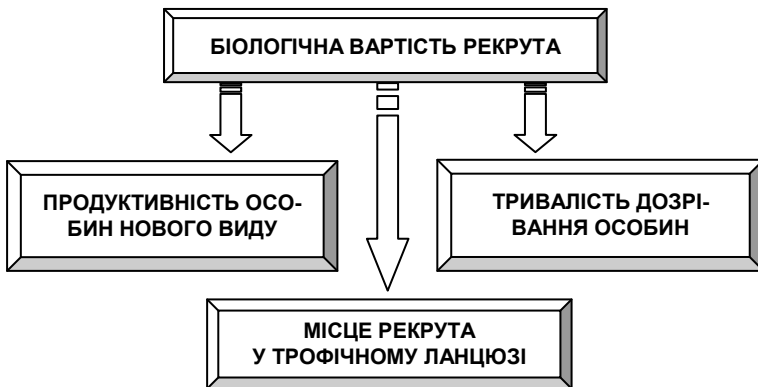 БІОЛОГІЧНА ВАРТІСТЬ РЕКРУТА
ПРОДУКТИВНІСТЬ ОСО-
БИН НОВОГО ВИДУ
ТРИВАЛІСТЬ ДОЗРІ-
ВАННЯ ОСОБИН
МІСЦЕ РЕКРУТА
У ТРОФІЧНОМУ ЛАНЦЮЗІ